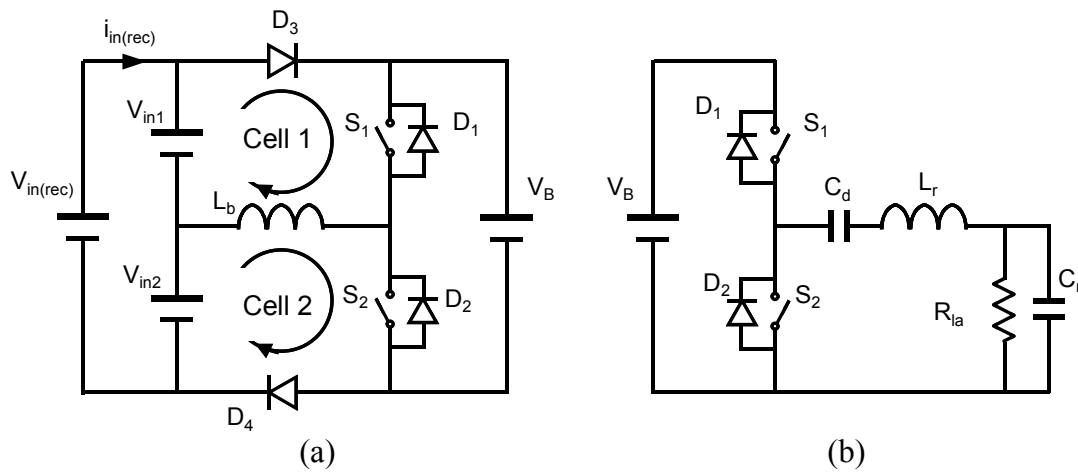 i_in(rec)
D_3
V_in1
Cell 1
S_1
D_1
V_in(rec)
L_b
V_B
V_in2
Cell 2
S_2
D_2
D_4
(a)
D_1
S_1
V_B
C_d
L_r
D_2
S_2
R_la
C_r
(b)